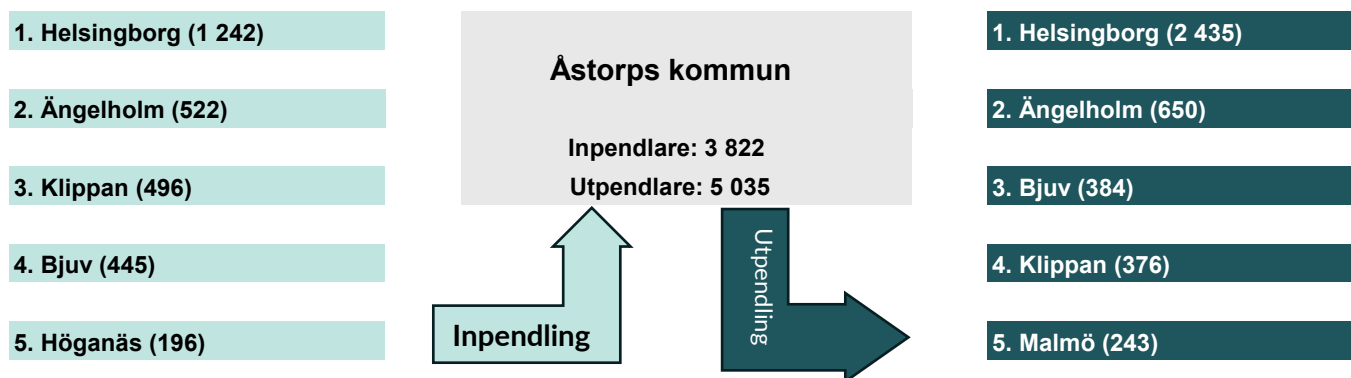 1. Helsingborg (1 242)
2. Ängelholm (522)
3. Klippan (496)
4. Bjuv (445)
5. Höganäs (196)
Åstorps kommun
Inpendlare: 3 822
Utpendlare: 5 035
Inpendling
Utpendling
1. Helsingborg (2 435)
2. Ängelholm (650)
3. Bjuv (384)
4. Klippan (376)
5. Malmö (243)